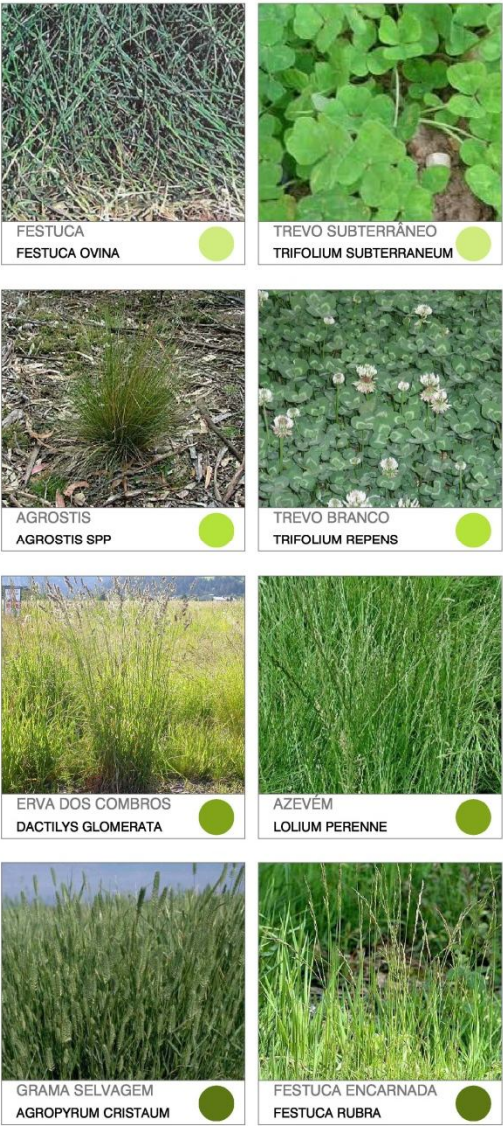 FESTUCA
FESTUCA OVINA
TREVO SUBTERRÂNEO
TRIFOLIUM SUBTERRANEUM
AGROSTIS
AGROSTIS SPP
TREVO BRANCO
TRIFOLIUM REPENS
ERVA DOS COMBROS
DACTILYS GLOMERATA
AZEVÉM
LOLIUM PERENNE
GRAMA SELVAGEM
AGROPYRUM CRISTAUM
FESTUCA ENCARNADA
FESTUCA RUBRA